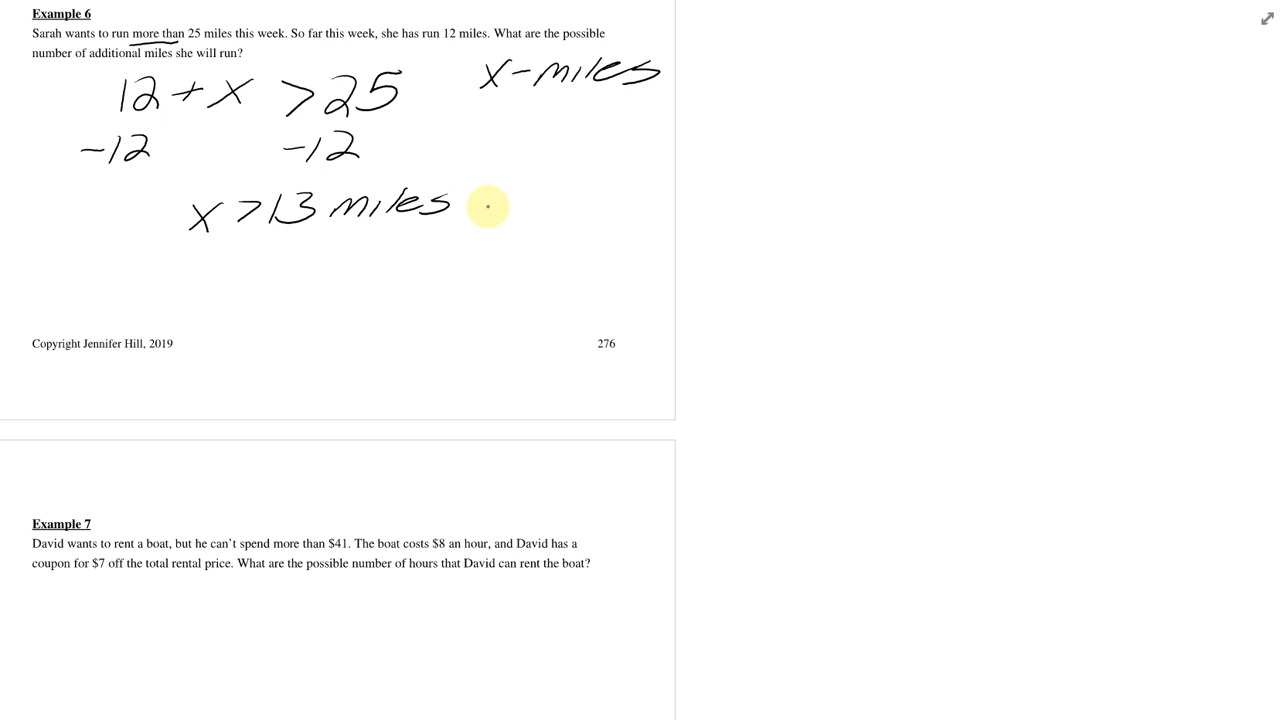 Example 6
Sarah wants to run more than 25 miles this week. So far this week, she has run 12 miles. What are the possible
number of additional miles she will run?
x-miles
12+x >25
-12 -12
x >13 miles
Copyright Jennifer Hill, 2019 276
Example 7
David wants to rent a boat, but he can’t spend more than $41. The boat costs $8 an hour, and David has a
coupon for $7 off the total rental price. What are the possible number of hours that David can rent the boat?